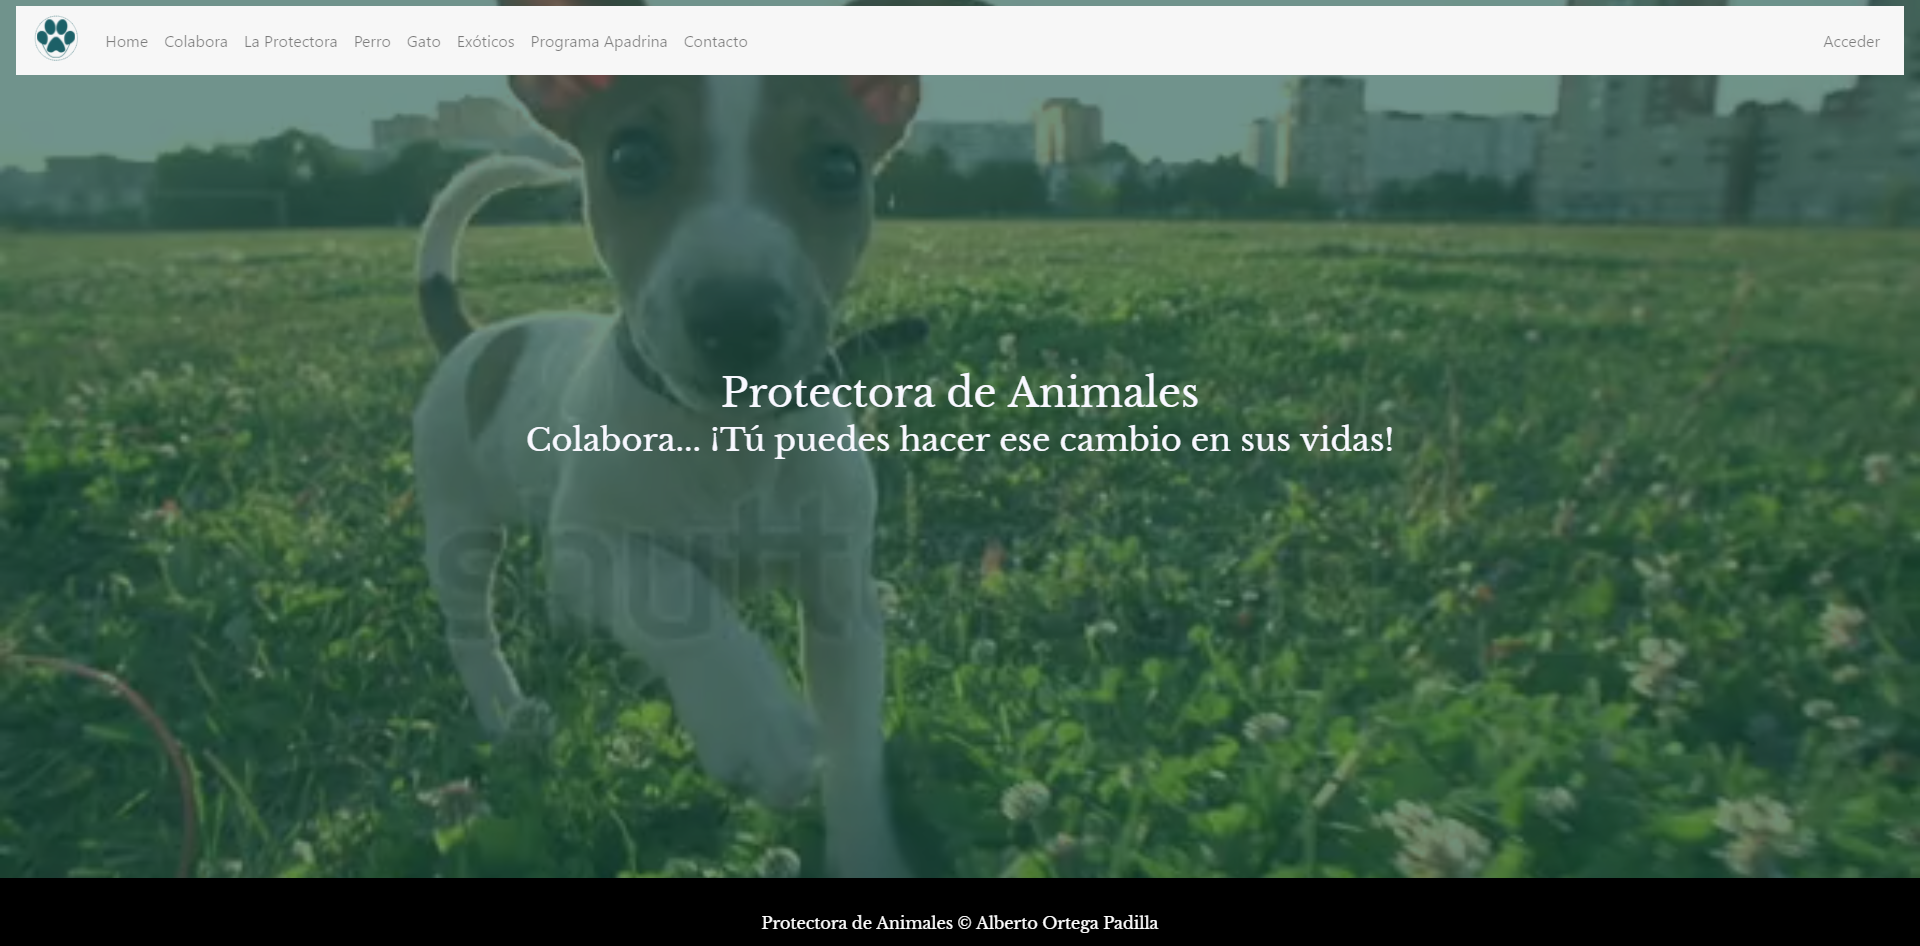 Home Colabora La Protectora Perro Gato Exóticos Programa Apadrina Contacto Acceder
Protectora de Animales
Colabora... ¡Tú puedes hacer ese cambio en sus vidas!
shutt
Protectora de Animales © Alberto Ortega Padilla